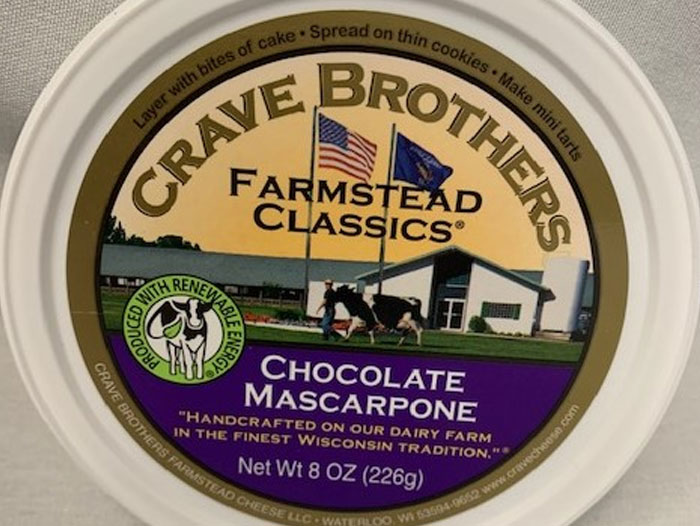 Layer with bites of cake • Spread on thin cookies • Make mini tarts
CRAVE BROTHERS
FARMSTEAD
CLASSICS®
PRODUCED WITH RENEWABLE ENERGY®
CHOCOLATE
MASCARPONE
"HANDCRAFTED ON OUR DAIRY FARM
IN THE FINEST WISCONSIN TRADITION."®
Net Wt 8 OZ (226g)
CRAVE BROTHERS FARMSTEAD CHEESE LLC • WATERLOO, WI 53594-9652 www.cravecheese.com